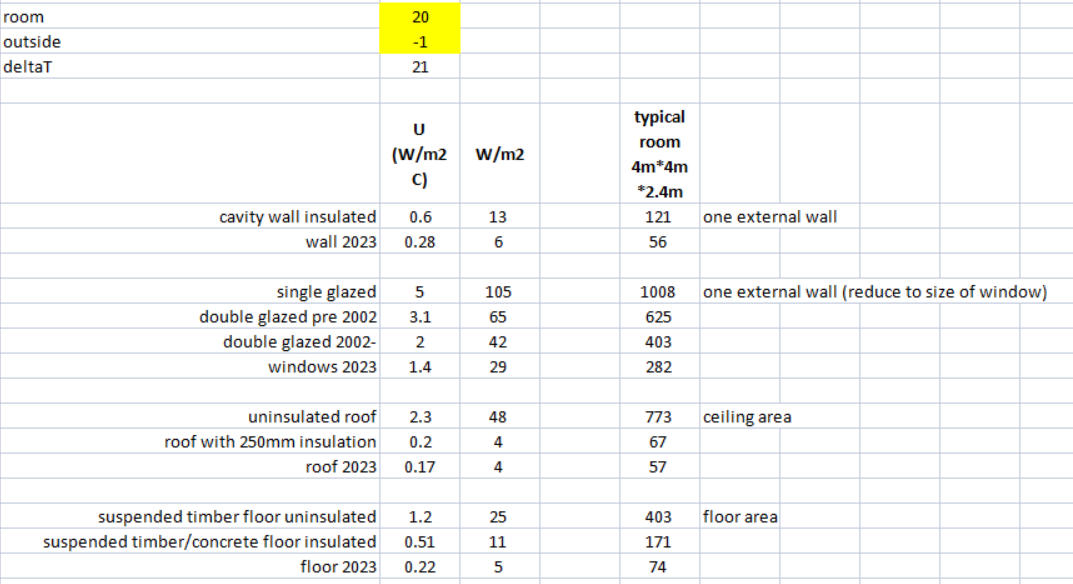 room 20
outside -1
deltaT 21
U (W/m2 C) W/m2 typical room 4m*4m *2.4m
cavity wall insulated 0.6 13 121 one external wall
wall 2023 0.28 6 56
single glazed 5 105 1008 one external wall (reduce to size of window)
double glazed pre 2002 3.1 65 625
double glazed 2002- 2 42 403
windows 2023 1.4 29 282
uninsulated roof 2.3 48 773 ceiling area
roof with 250mm insulation 0.2 4 67
roof 2023 0.17 4 57
suspended timber floor uninsulated 1.2 25 403 floor area
suspended timber/concrete floor insulated 0.51 11 171
floor 2023 0.22 5 74